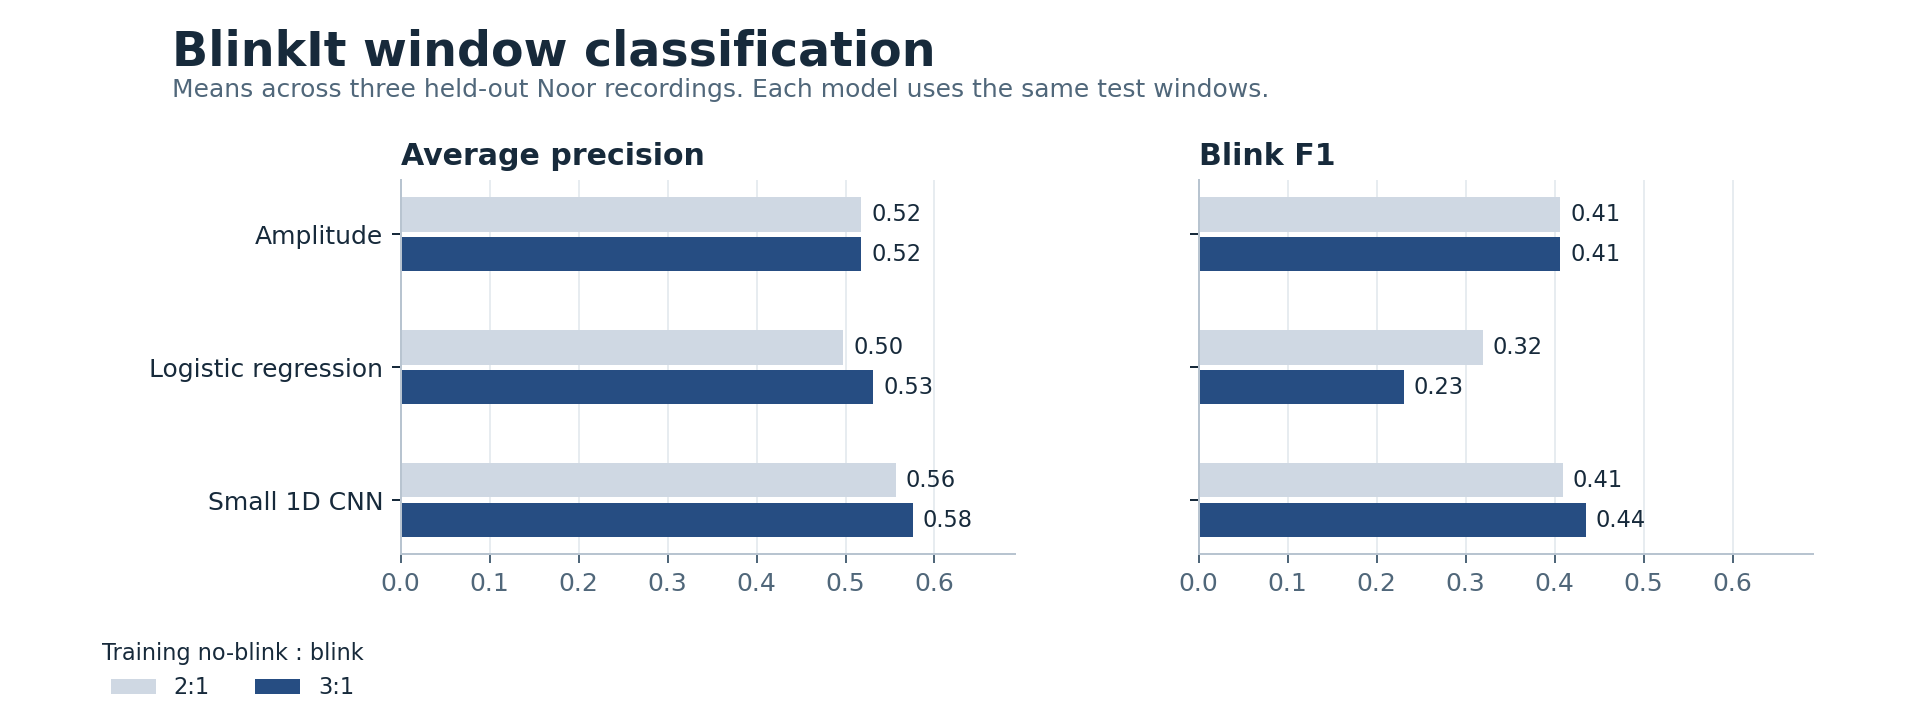 BlinkIt window classification
Means across three held-out Noor recordings. Each model uses the same test windows.
Average precision
Amplitude
0.52
0.52
Logistic regression
0.50
0.53
Small 1D CNN
0.56
0.58
0.0 0.1 0.2 0.3 0.4 0.5 0.6
Blink F1
0.41
0.41
0.32
0.23
0.41
0.44
0.0 0.1 0.2 0.3 0.4 0.5 0.6
Training no-blink : blink
2:1 3:1